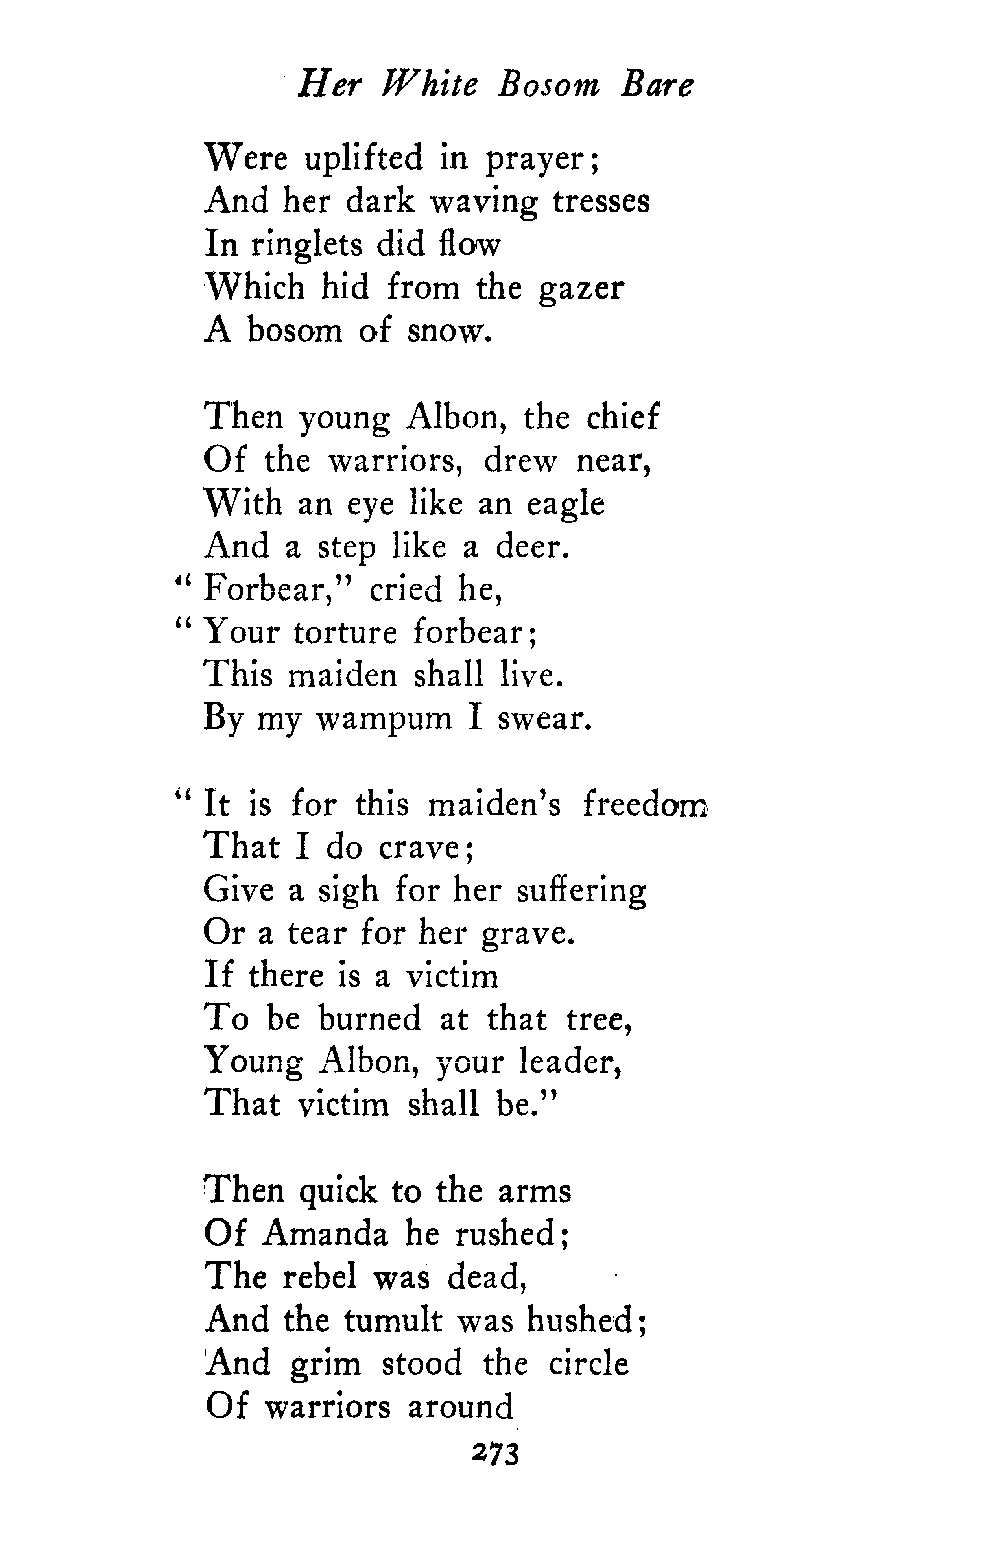 Her White Bosom Bare
Were uplifted in prayer;
And her dark waving tresses
In ringlets did flow
Which hid from the gazer
A bosom of snow.
Then young Albon, the chief
Of the warriors, drew near,
With an eye like an eagle
And a step like a deer.
" Forbear," cried he,
" Your torture forbear;
This maiden shall live.
By my wampum I swear.
" It is for this maiden's freedom
That I do crave;
Give a sigh for her suffering
Or a tear for her grave.
If there is a victim
To be burned at that tree,
Young Albon, your leader,
That victim shall be."
Then quick to the arms
Of Amanda he rushed;
The rebel was dead,
And the tumult was hushed;
And grim stood the circle
Of warriors around
273